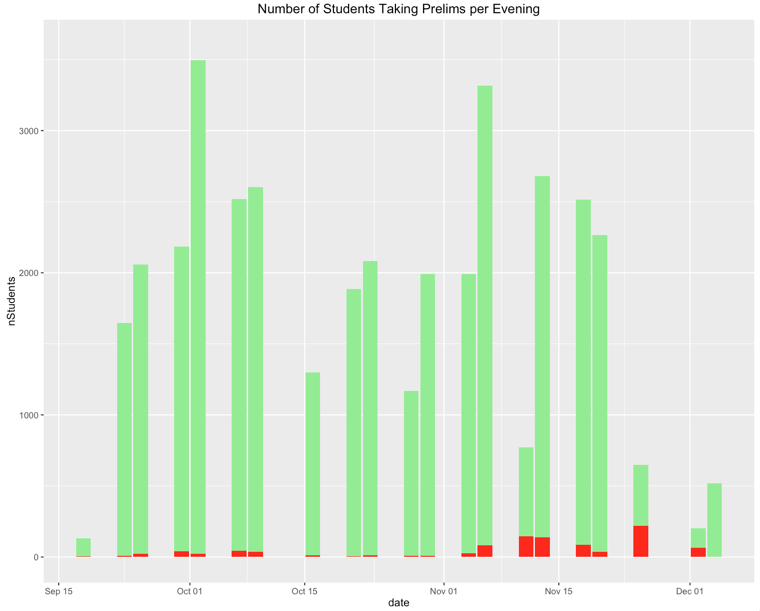 Number of Students Taking Prelims per Evening
nStudents
3000
2000
1000
0
Sep 15
Oct 01
Oct 15
Nov 01
Nov 15
Dec 01
date